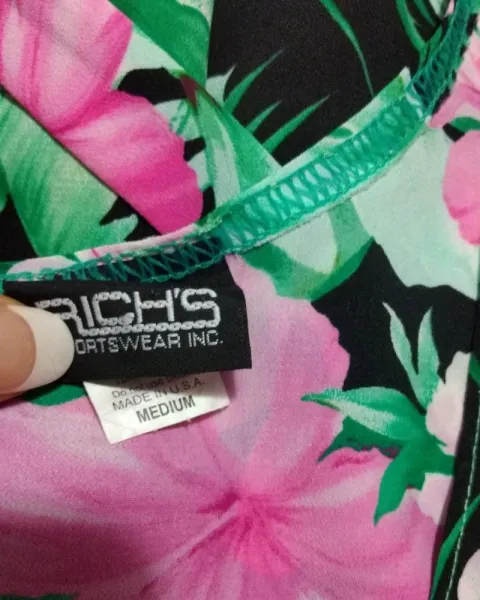 RICH'S
ORTSWEAR INC.
MADE IN U.S.A.
MEDIUM